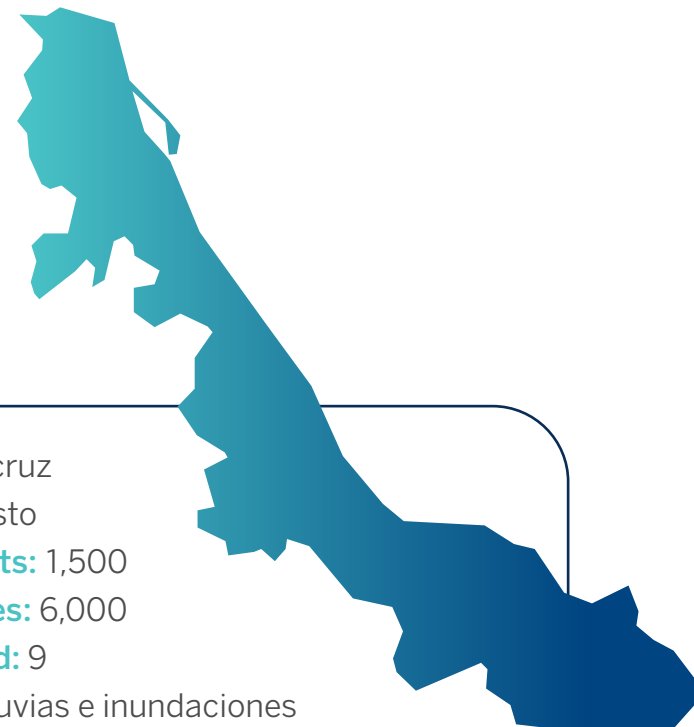 cruz
sto
ts: 1,500
es: 6,000
d: 9
uvias e inundaciones